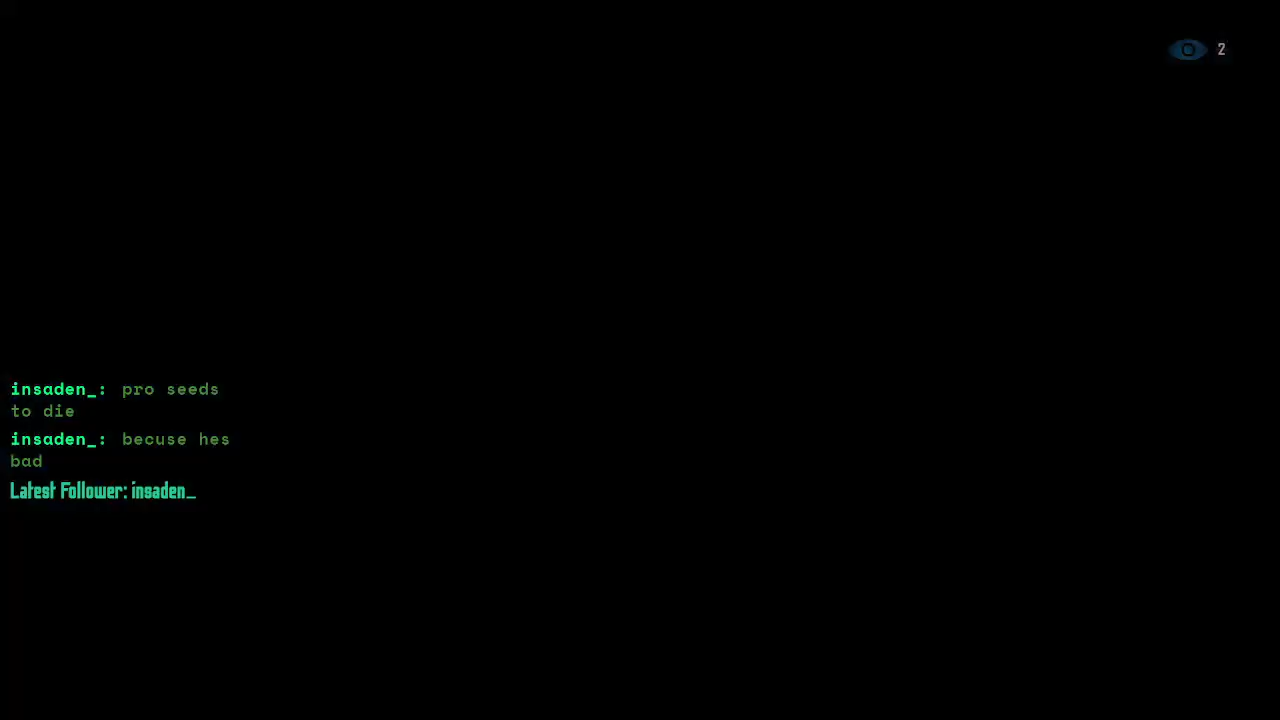 2
insaden_: pro seeds
to die
insaden_: becuse hes
bad
Latest Follower: insaden_